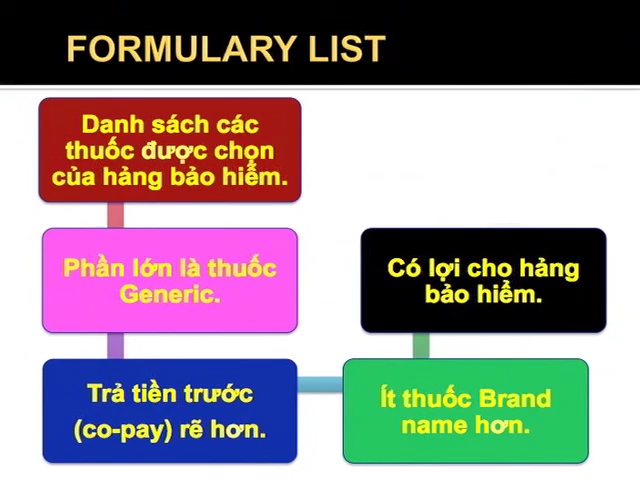 FORMULARY LIST
Danh sách các
thuốc được chọn
của hảng bảo hiểm.
Phần lớn là thuốc
Generic.
Trả tiền trước
(co-pay) rẽ hơn.
Ít thuốc Brand
name hơn.
Có lợi cho hảng
bảo hiểm.